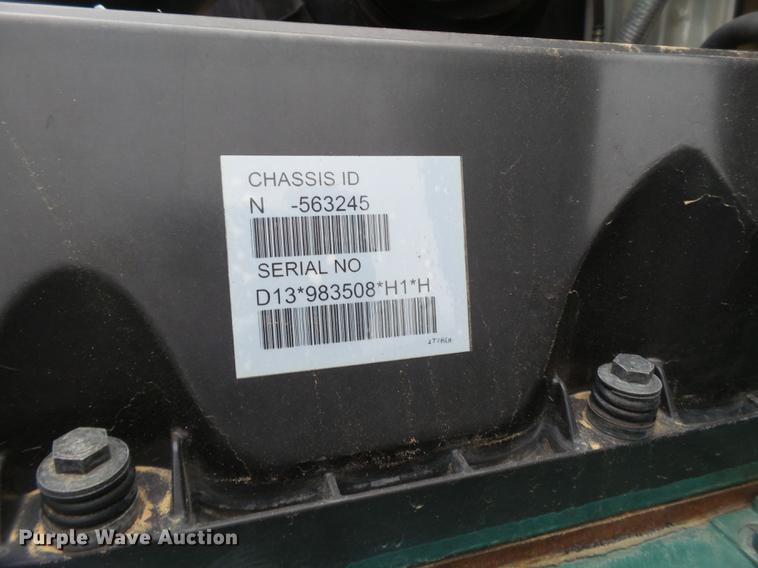 CHASSIS ID
N -563245
SERIAL NO
D13*983508*H1*H
Purple Wave Auction